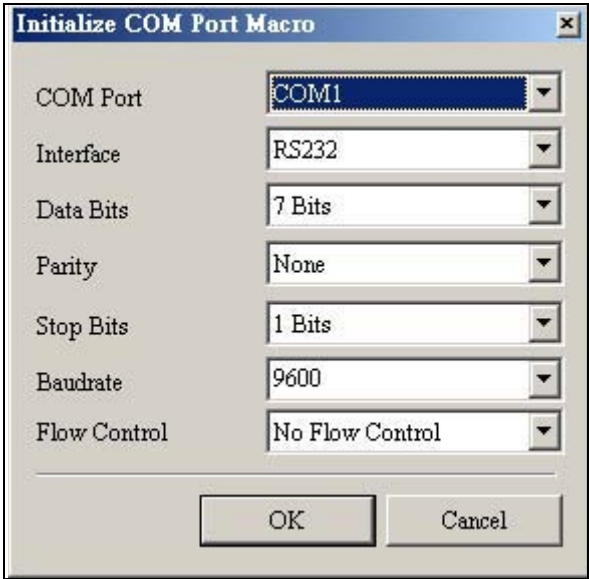 Initialize COM Port Macro
COM Port COM1
Interface RS232
Data Bits 7 Bits
Parity None
Stop Bits 1 Bits
Baudrate 9600
Flow Control No Flow Control
OK Cancel